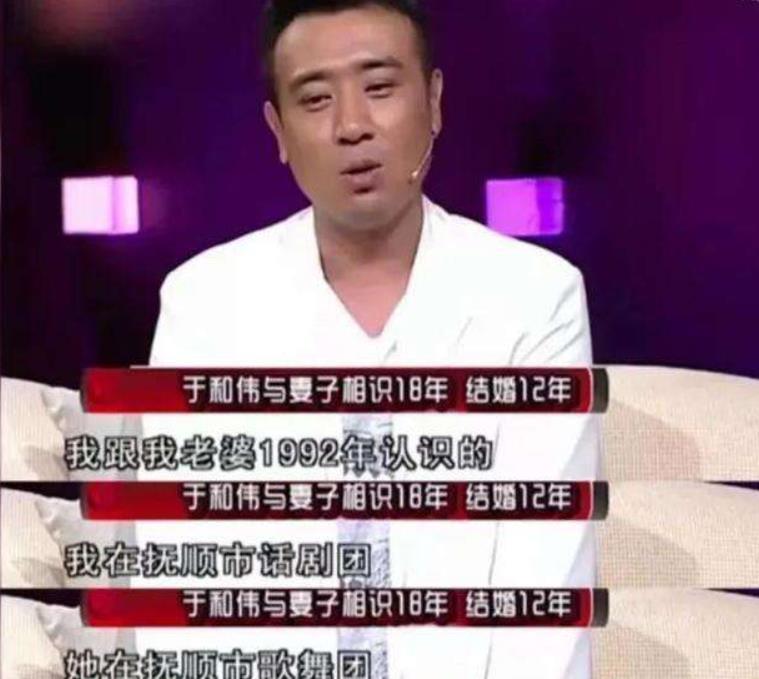 于和伟与妻子相识18年 结婚12年
我跟我老婆1992年认识的
于和伟与妻子相识18年 结婚12年
我在抚顺市话剧团
于和伟与妻子相识18年 结婚12年
她在抚顺市歌舞团